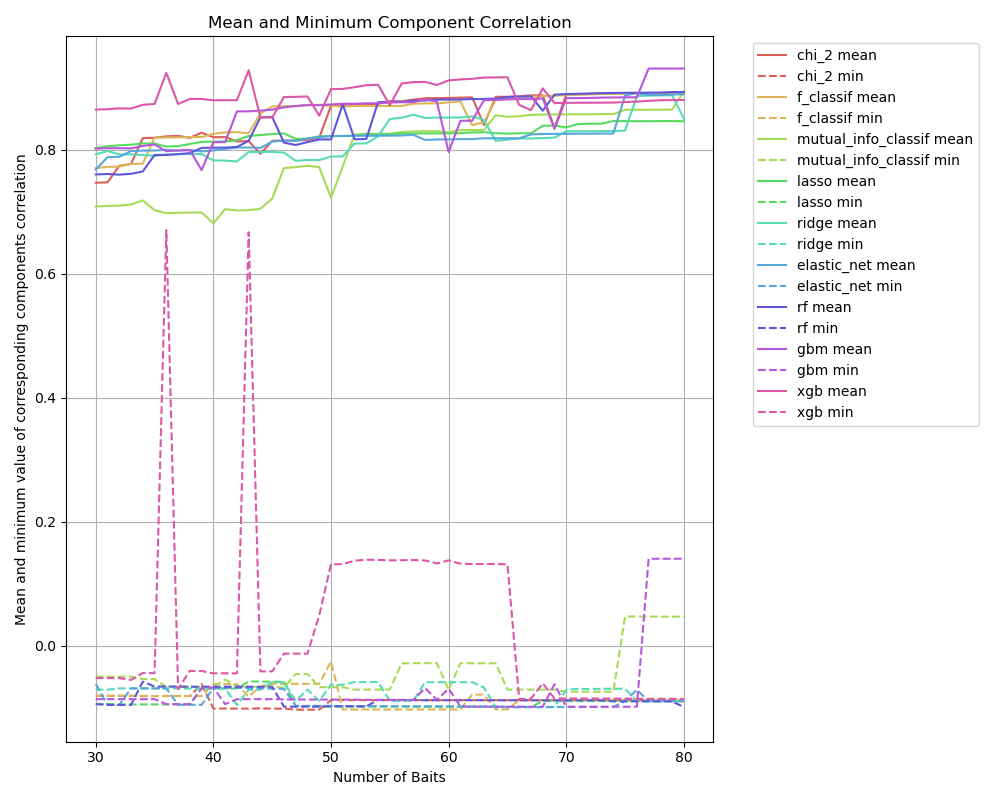 Mean and Minimum Component Correlation
Mean and minimum value of corresponding components correlation
0.8
0.6
0.4
0.2
0.0
30
40
50
60
70
80
Number of Baits
chi_2 mean
chi_2 min
f_classif mean
f_classif min
mutual_info_classif mean
mutual_info_classif min
lasso mean
lasso min
ridge mean
ridge min
elastic_net mean
elastic_net min
rf mean
rf min
gbm mean
gbm min
xgb mean
xgb min